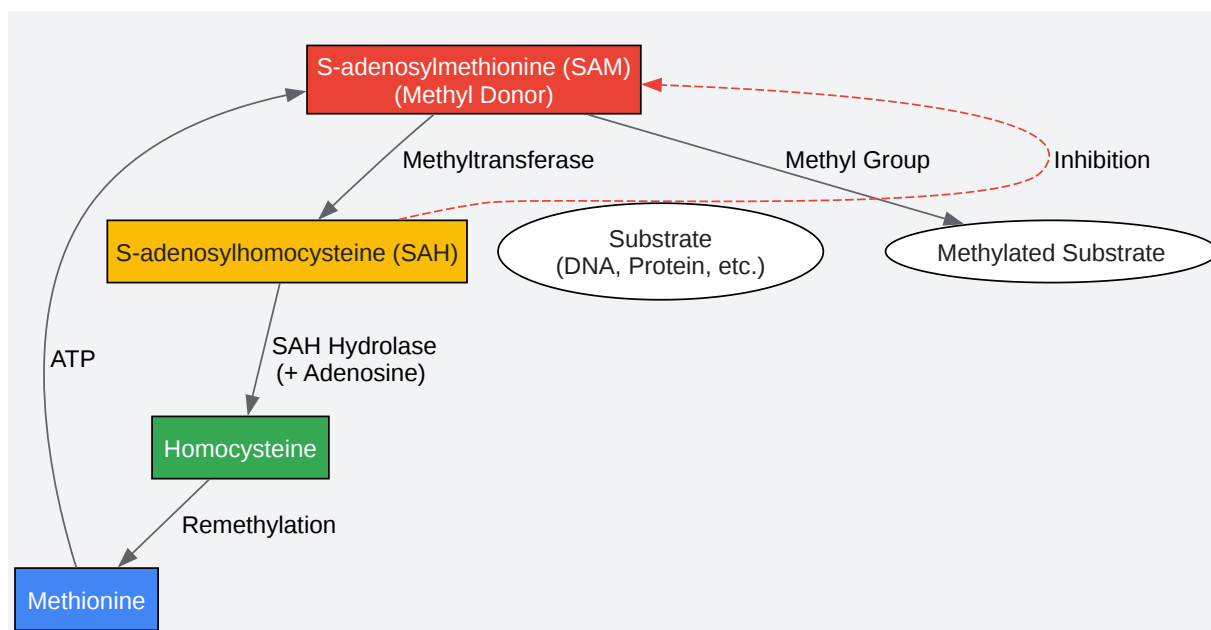 S-adenosylmethionine (SAM)
(Methyl Donor)
Methyltransferase
Methyl Group
Inhibition
S-adenosylhomocysteine (SAH)
Substrate
(DNA, Protein, etc.)
Methylated Substrate
ATP
SAH Hydrolase
(+ Adenosine)
Homocysteine
Remethylation
Methionine